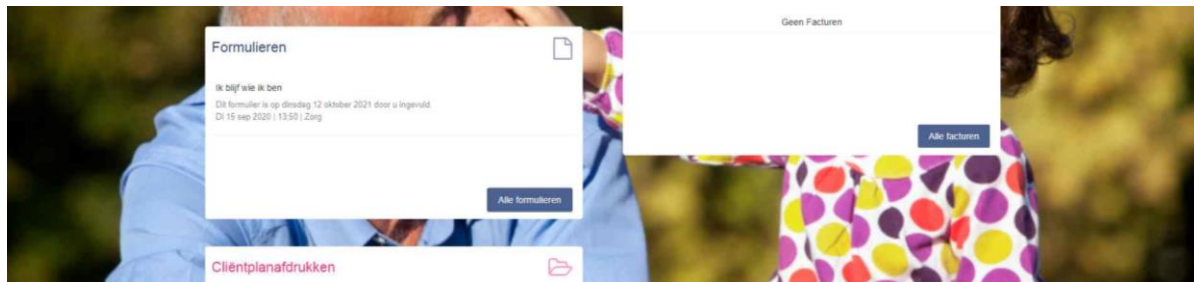 Formulieren
Ik blijf wie ik ben
Dit formulier is op dinsdag 12 oktober 2021 door u ingevuld.
DI 15 sep 2020 | 13:50 | Zorg
Alle formulieren
Cliëntplanafdrukken
Geen Facturen
Alle facturen